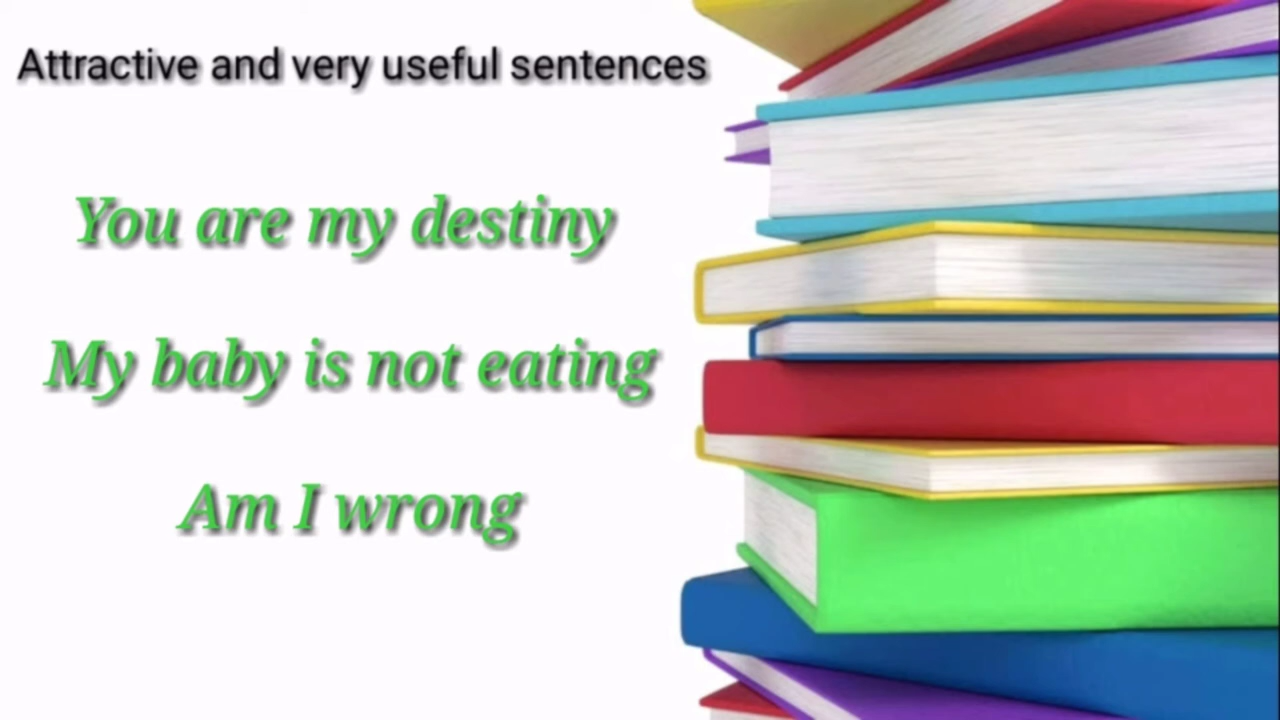 Attractive and very useful sentences
You are my destiny
My baby is not eating
Am I wrong